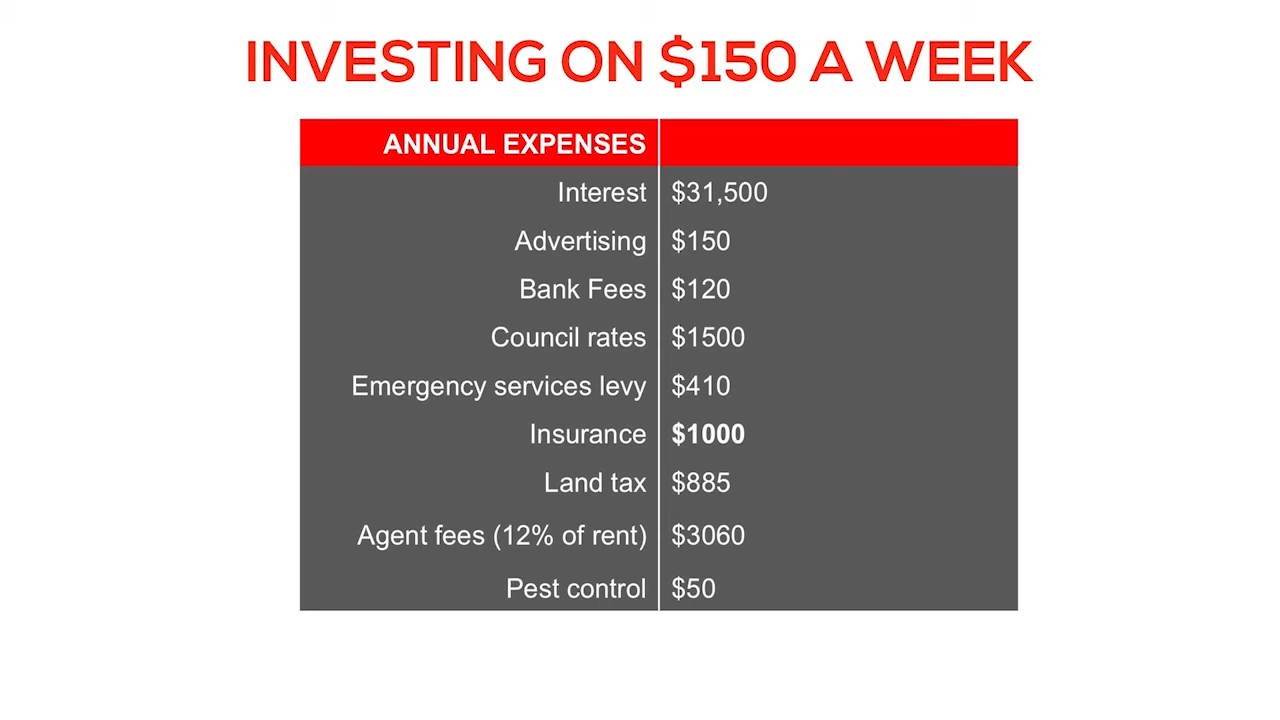 INVESTING ON $150 A WEEK
ANNUAL EXPENSES
Interest $31,500
Advertising $150
Bank Fees $120
Council rates $1500
Emergency services levy $410
Insurance $1000
Land tax $885
Agent fees (12% of rent) $3060
Pest control $50